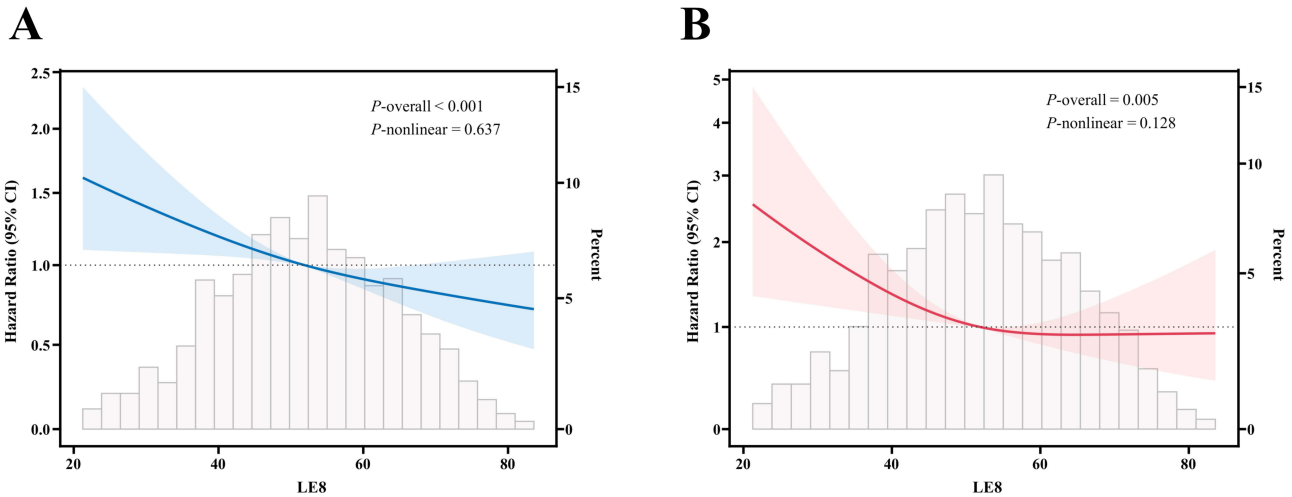 A
Hazard Ratio (95% CI)
2.5
2.0
1.5
1.0
0.5
0.0
P-overall < 0.001
P-nonlinear = 0.637
15
10
5
0
Percent
20
40
60
80
LE8
B
Hazard Ratio (95% CI)
5
4
3
2
1
0
P-overall = 0.005
P-nonlinear = 0.128
15
10
5
0
Percent
20
40
60
80
LE8